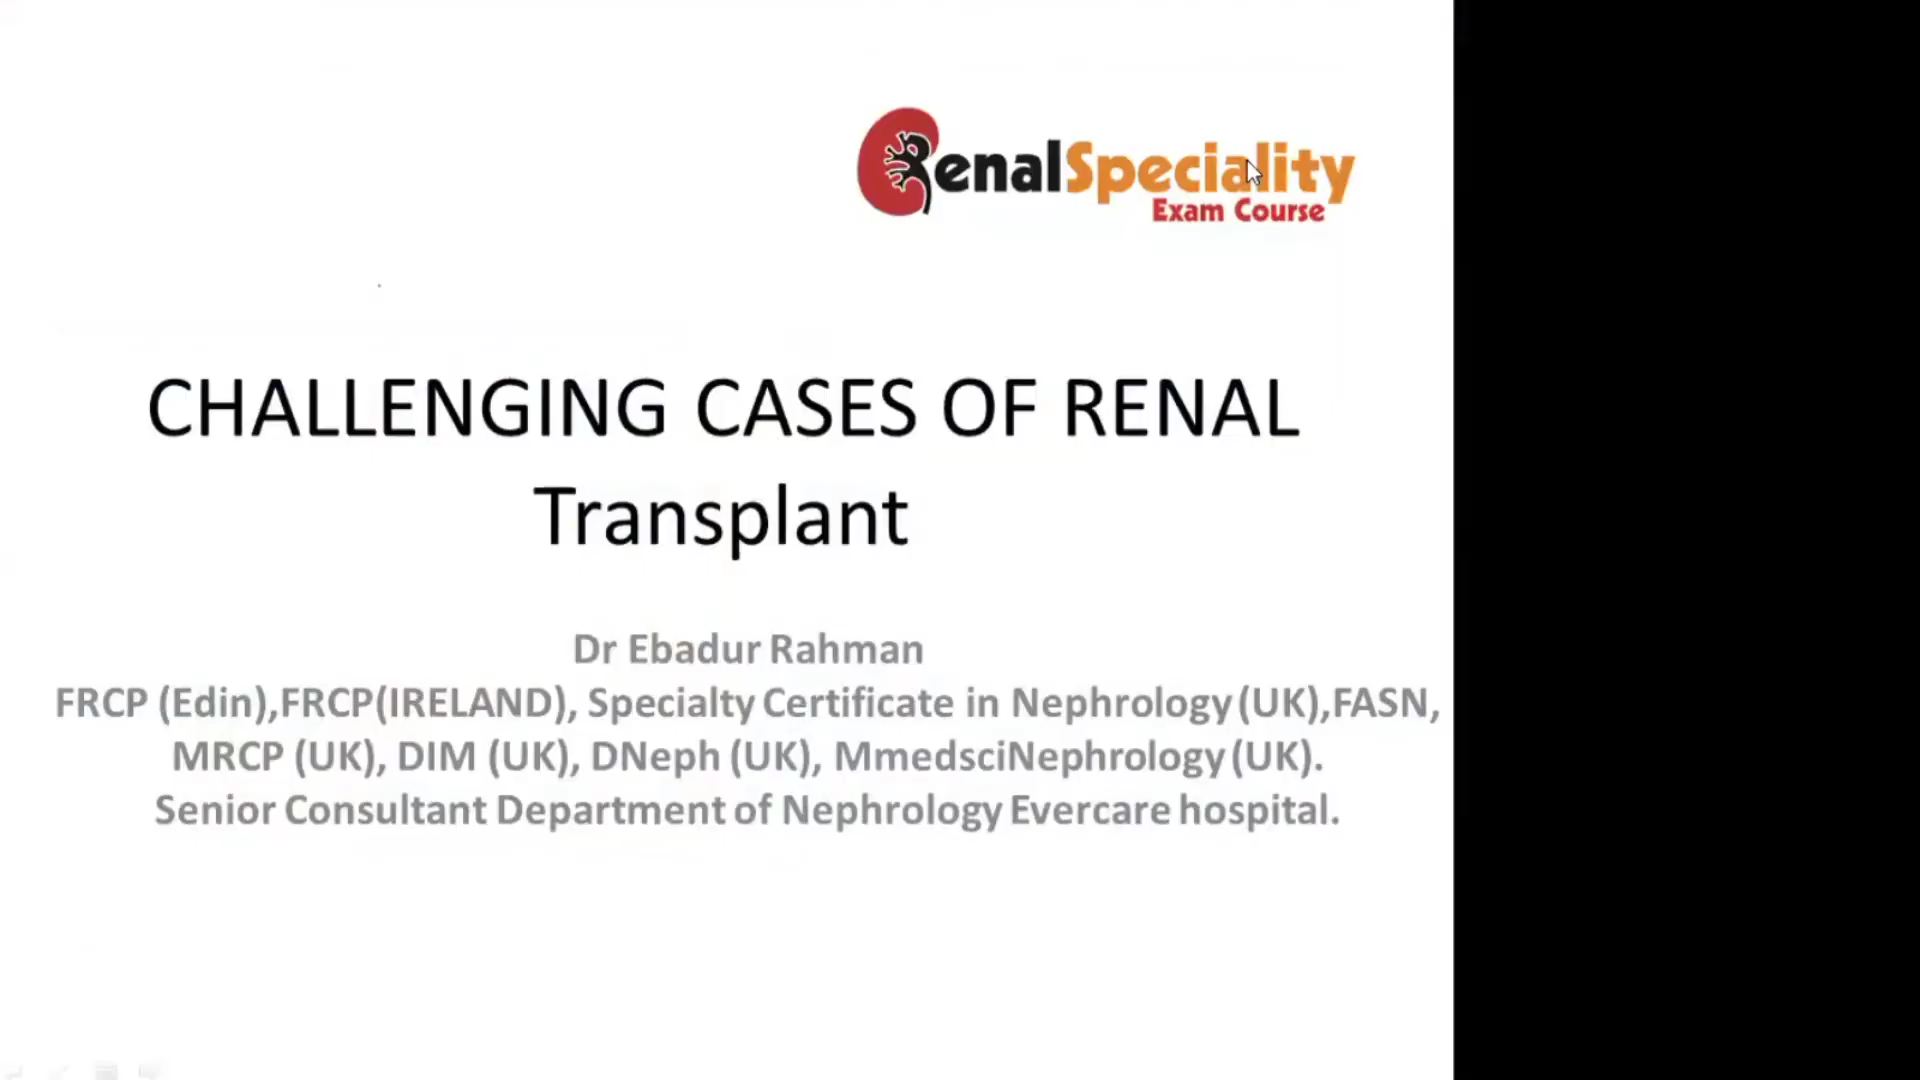 RenalSpeciality
Exam Course
CHALLENGING CASES OF RENAL
Transplant
Dr Ebadur Rahman
FRCP (Edin),FRCP(IRELAND), Specialty Certificate in Nephrology (UK),FASN,
MRCP (UK), DIM (UK), DNeph (UK), MmedsciNephrology (UK).
Senior Consultant Department of Nephrology Evercare hospital.